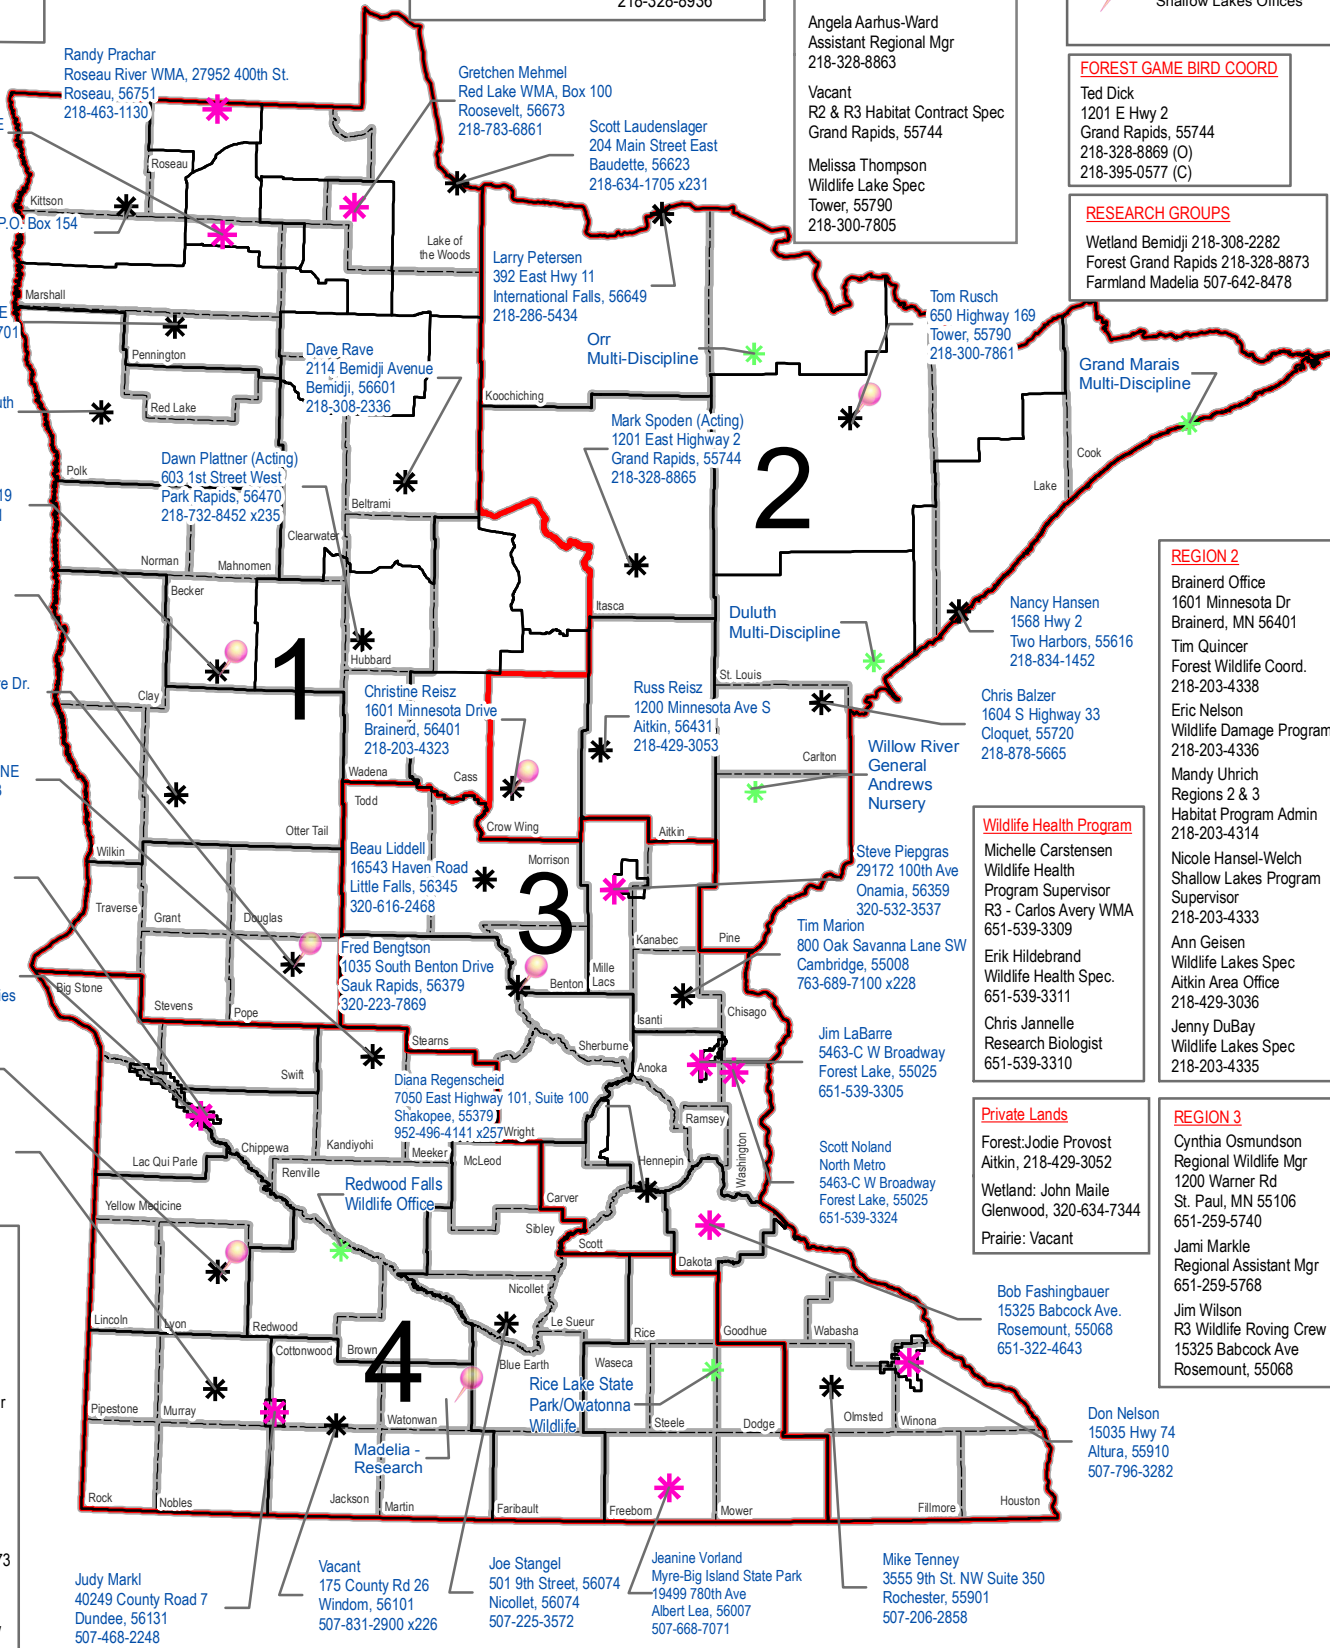 218-328-8936
Shallow Lakes Offices
Angela Aarhus-Ward
Assistant Regional Mgr
218-328-8863
Vacant
R2 & R3 Habitat Contract Spec
Grand Rapids, 55744
Melissa Thompson
Wildlife Lake Spec
Tower, 55790
218-300-7805
FOREST GAME BIRD COORD
Ted Dick
1201 E Hwy 2
Grand Rapids, 55744
218-328-8869 (O)
218-395-0577 (C)
RESEARCH GROUPS
Wetland Bemidji 218-308-2282
Forest Grand Rapids 218-328-8873
Farmland Madelia 507-642-8478
Randy Prachar
Roseau River WMA, 27952 400th St.
Roseau, 56751
218-463-1130
Gretchen Mehmel
Red Lake WMA, Box 100
Roosevelt, 56673
218-783-6861
Scott Laudenslager
204 Main Street East
Baudette, 56623
218-634-1705 x231
E
Roseau
Kittson
P.O. Box 154
Lake of
the Woods
Marshall
Larry Petersen
392 East Hwy 11
International Falls, 56649
218-286-5434
Tom Rusch
650 Highway 169
Tower, 55790
218-300-7861
E
701
Pennington
Orr
Multi-Discipline
Grand Marais
Multi-Discipline
Dave Rave
2114 Bemidji Avenue
Bemidji, 56601
218-308-2336
Koochiching
uth
Red Lake
Mark Spoden (Acting)
1201 East Highway 2
Grand Rapids, 55744
218-328-8865
2
Cook
Lake
Polk
Dawn Plattner (Acting)
603 1st Street West
Park Rapids, 56470
218-732-8452 x235
Beltrami
19
1
Clearwater
Norman
Mahnomen
Becker
Itasca
Duluth
Multi-Discipline
Nancy Hansen
1568 Hwy 2
Two Harbors, 55616
218-834-1452
REGION 2
Brainerd Office
1601 Minnesota Dr
Brainerd, MN 56401
Tim Quincer
Forest Wildlife Coord.
218-203-4338
Eric Nelson
Wildlife Damage Program
218-203-4336
Mandy Uhrich
Regions 2 & 3
Habitat Program Admin
218-203-4314
Nicole Hansel-Welch
Shallow Lakes Program
Supervisor
218-203-4333
Ann Geisen
Wildlife Lakes Spec
Aitkin Area Office
218-429-3036
Jenny DuBay
Wildlife Lakes Spec
218-203-4335
1
Hubbard
St. Louis
re Dr.
Clay
Christine Reisz
1601 Minnesota Drive
Brainerd, 56401
218-203-4323
Russ Reisz
1200 Minnesota Ave S
Aitkin, 56431
218-429-3053
Chris Balzer
1604 S Highway 33
Cloquet, 55720
218-878-5665
Willow River
General
Andrews
Nursery
Carlton
NE
3
Wadena
Cass
Todd
Crow Wing
Aitkin
Otter Tail
Wilkin
Beau Liddell
16543 Haven Road
Little Falls, 56345
320-616-2468
Morrison
3
Steve Piepgras
29172 100th Ave
Onamia, 56359
320-532-3537
Wildlife Health Program
Michelle Carstensen
Wildlife Health
Program Supervisor
R3 - Carlos Avery WMA
651-539-3309
Erik Hildebrand
Wildlife Health Spec.
651-539-3311
Chris Jannelle
Research Biologist
651-539-3310
Traverse
Grant
Douglas
Kanabec
Pine
Tim Marion
800 Oak Savanna Lane SW
Cambridge, 55008
763-689-7100 x228
Fred Bengtson
1035 South Benton Drive
Sauk Rapids, 56379
320-223-7869
Mille
Lacs
Benton
Big Stone
ies
Stevens
Pope
Isanti
Chisago
Stearns
Sherburne
Jim LaBarre
5463-C W Broadway
Forest Lake, 55025
651-539-3305
Swift
Anoka
Diana Regenscheid
7050 East Highway 101, Suite 100
Shakopee, 55379
952-496-4141 x257
Wright
Ramsey
Washington
Chippewa
Kandiyohi
Meeker
McLeod
Hennepin
Scott Noland
North Metro
5463-C W Broadway
Forest Lake, 55025
651-539-3324
Private Lands
Forest:Jodie Provost
Aitkin, 218-429-3052
Wetland: John Maile
Glenwood, 320-634-7344
Prairie: Vacant
REGION 3
Cynthia Osmundson
Regional Wildlife Mgr
1200 Warner Rd
St. Paul, MN 55106
651-259-5740
Jami Markle
Regional Assistant Mgr
651-259-5768
Jim Wilson
R3 Wildlife Roving Crew
15325 Babcock Ave
Rosemount, 55068
Lac Qui Parle
Renville
Redwood Falls
Wildlife Office
Carver
Yellow Medicine
Sibley
Scott
Dakota
Nicollet
Bob Fashingbauer
15325 Babcock Ave.
Rosemount, 55068
651-322-4643
Lincoln
Lyon
Redwood
Le Sueur
Rice
Goodhue
Wabasha
Cottonwood
Brown
4
Blue Earth
Waseca
Rice Lake State
Park/Owatonna
Wildlife
r
Pipestone
Murray
Watonwan
Steele
Dodge
Olmsted
Winona
Don Nelson
15035 Hwy 74
Altura, 55910
507-796-3282
Madelia -
Research
Rock
Nobles
Jackson
Martin
Faribault
Freeborn
Mower
Fillmore
Houston
73
Judy Markl
40249 County Road 7
Dundee, 56131
507-468-2248
Vacant
175 County Rd 26
Windom, 56101
507-831-2900 x226
Joe Stangel
501 9th Street, 56074
Nicollet, 56074
507-225-3572
Jeanine Vorland
Myre-Big Island State Park
19499 780th Ave
Albert Lea, 56007
507-668-7071
Mike Tenney
3555 9th St. NW Suite 350
Rochester, 55901
507-206-2858